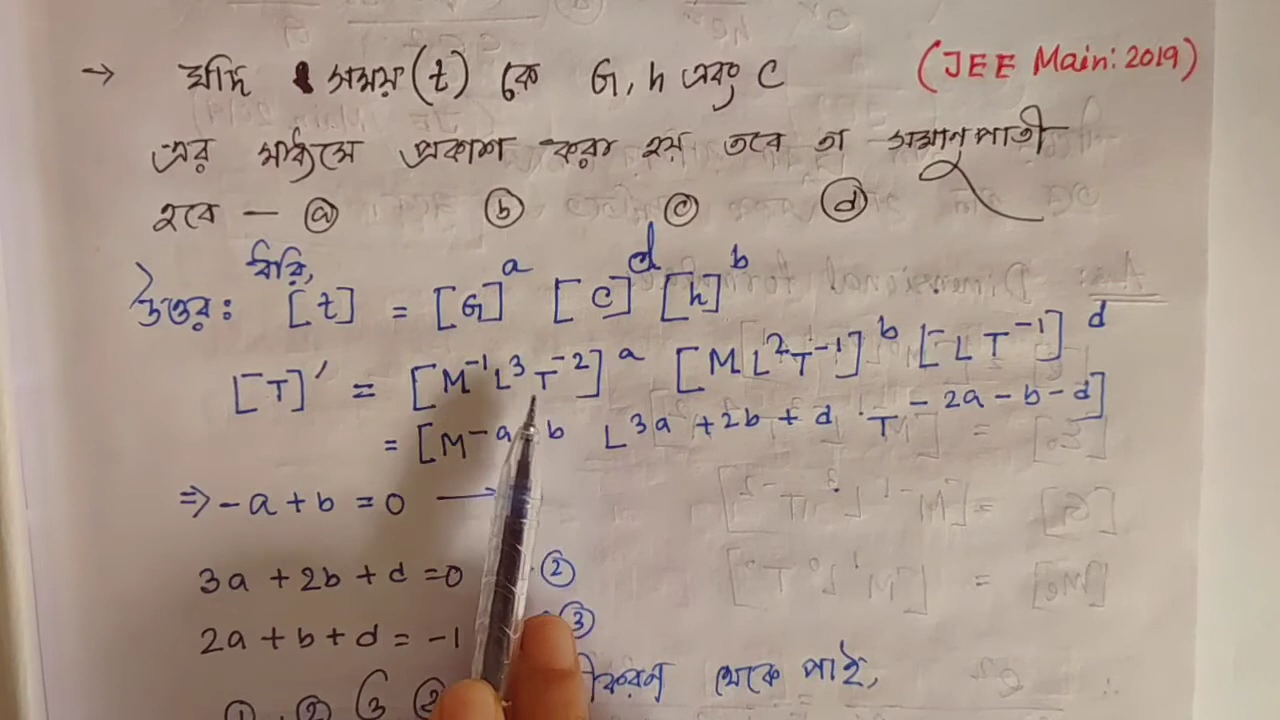 → যদি সময় (t) কে G, h এবং C (JEE Main: 2019)
এর মাধ্যমে প্রকাশ করা হয় তবে তা সমানুপাতী
হবে — ⓐ ⓑ ⓒ ⓓ
উত্তর: ধরি, [t] = [G]^a [C]^d [h]^b
[T]' = [M^-1 L^3 T^-2]^a [M L^2 T^-1]^b [L T^-1]^d
= [M^-a b L^3a + 2b + d T^-2a - b - d]
⇒ -a + b = 0 →
3a + 2b + d = 0 ②
2a + b + d = -1 ③
①, ② ও থেকে পাই,